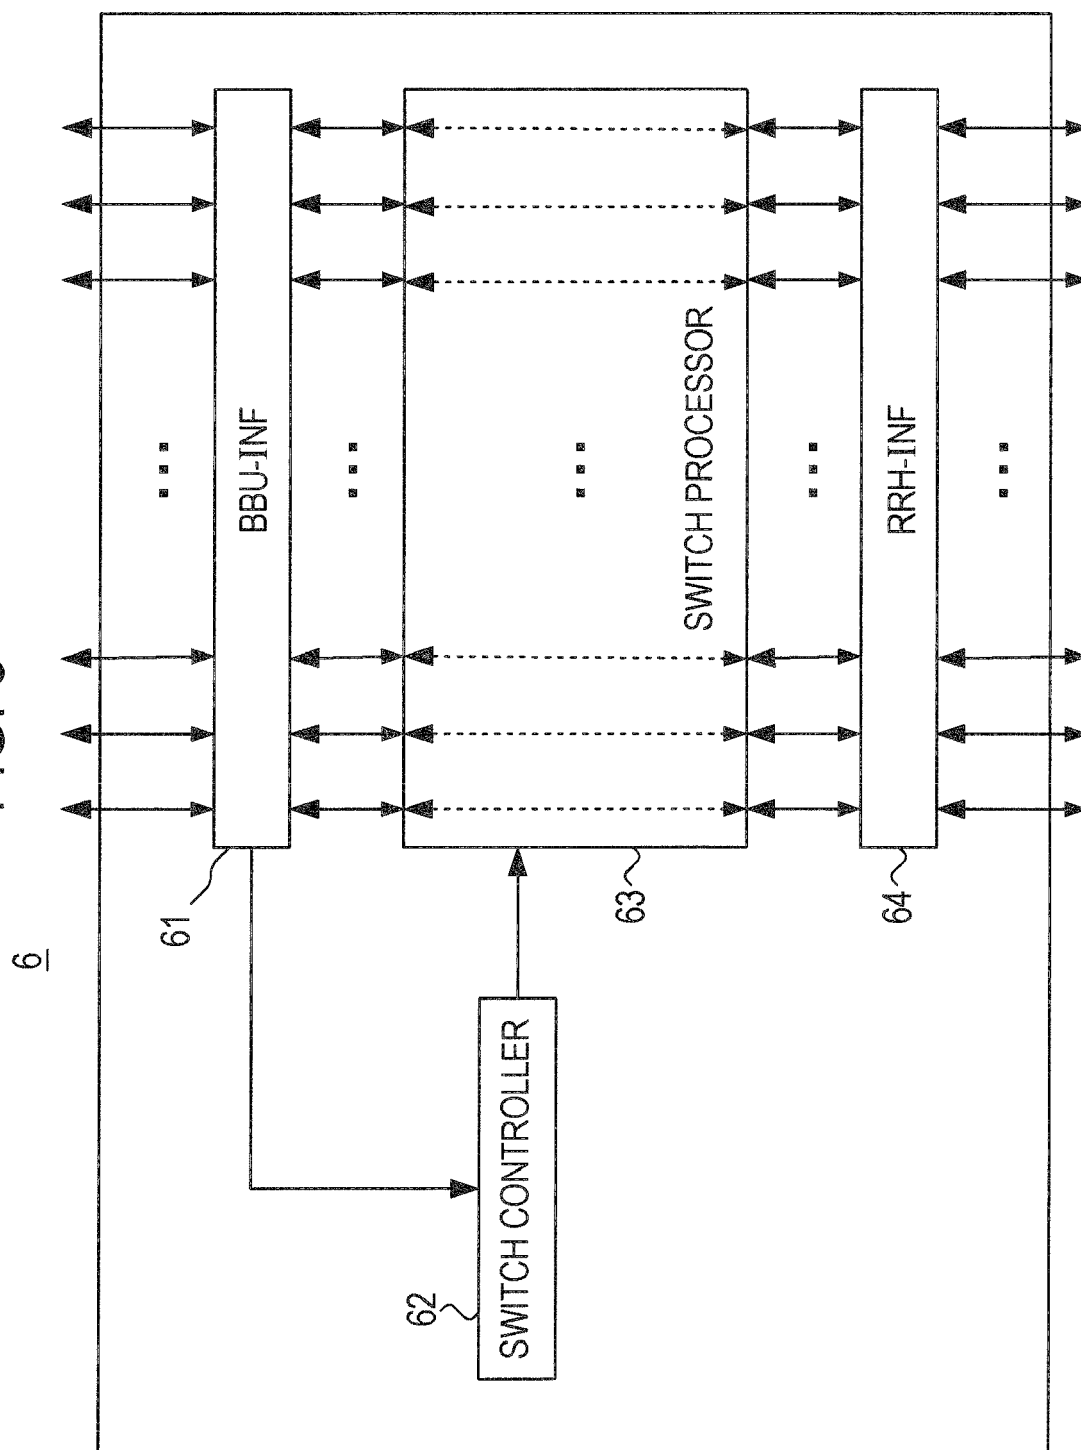 6
61
BBU-INF
62
SWITCH CONTROLLER
63
SWITCH PROCESSOR
64
RRH-INF